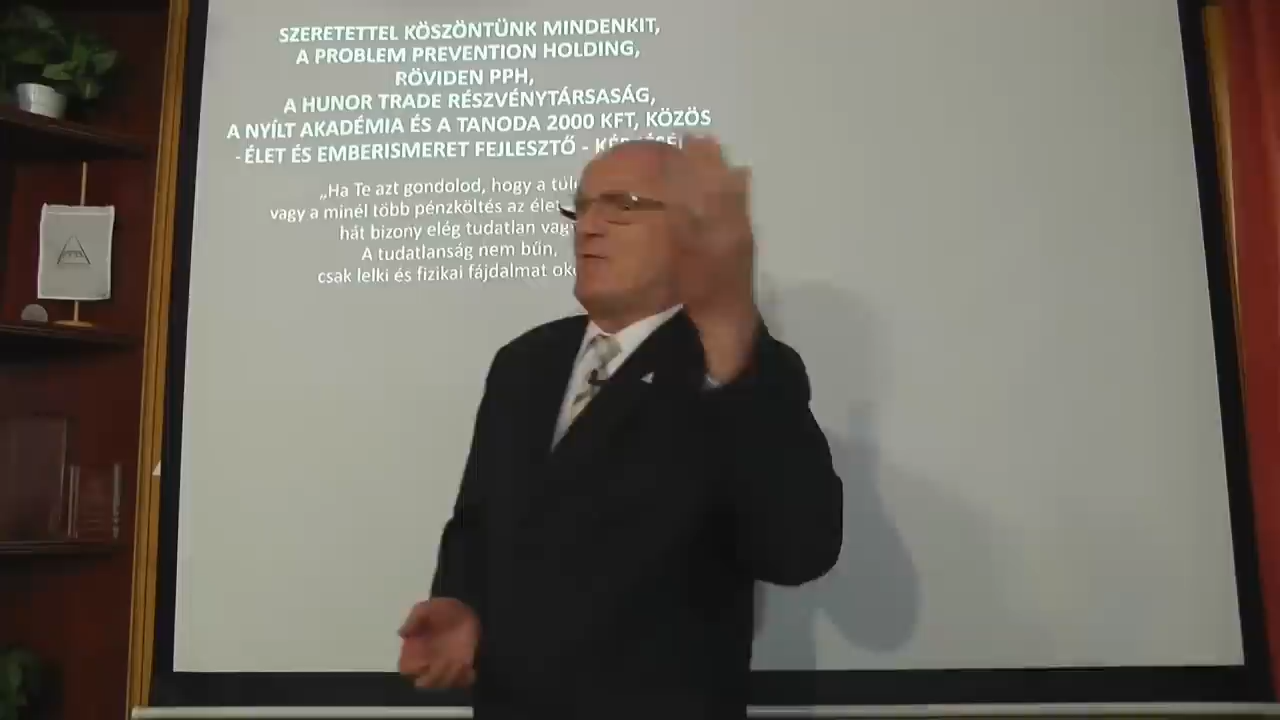 SZERETETTEL KÖSZÖNTÜNK MINDENKIT,
A PROBLEM PREVENTION HOLDING,
RÖVIDEN PPH,
A HUNOR TRADE RÉSZVÉNYTÁRSASÁG,
A NYÍLT AKADÉMIA ÉS A TANODA 2000 KFT, KÖZÖS
- ÉLET ÉS EMBERISMERET FEJLESZTŐ -
„Ha Te azt gondolod, hogy a
vagy a minél több pénzköltés az
hát bizony elég tudatlan
A tudatlanság nem bűn,
csak lelki és fizikai fájdalmat